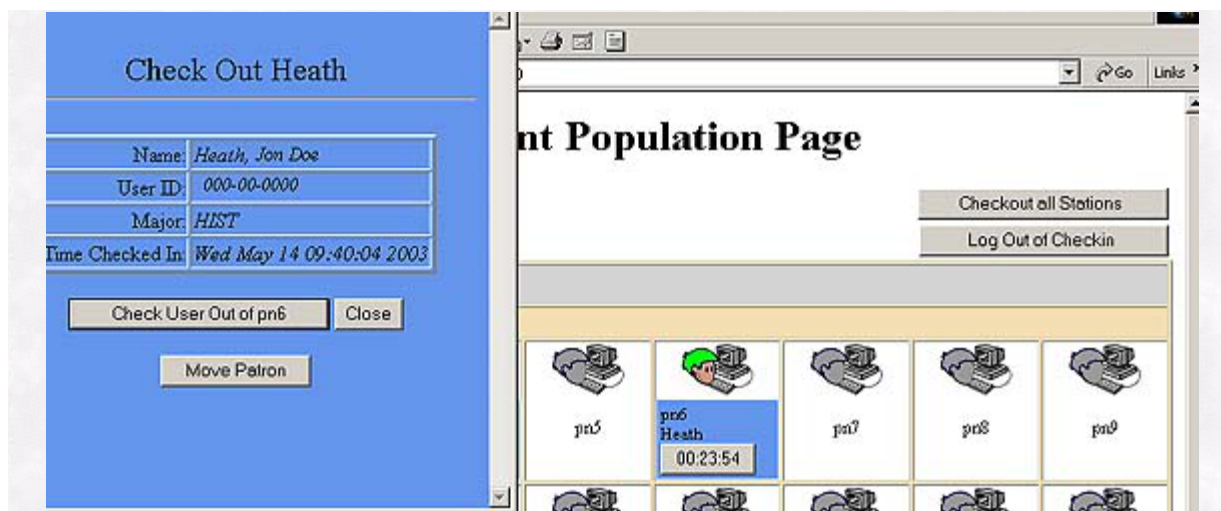 Check Out Heath
Name: Heath, Jon Doe
User ID: 000-00-0000
Major: HIST
Time Checked In: Wed May 14 09:40:04 2003
Check User Out of pn6 Close
Move Patron
Go Links »
nt Population Page
Checkout all Stations
Log Out of Checkin
pn5
pn6
Heath
00:23:54
pn7
pn8
pn9